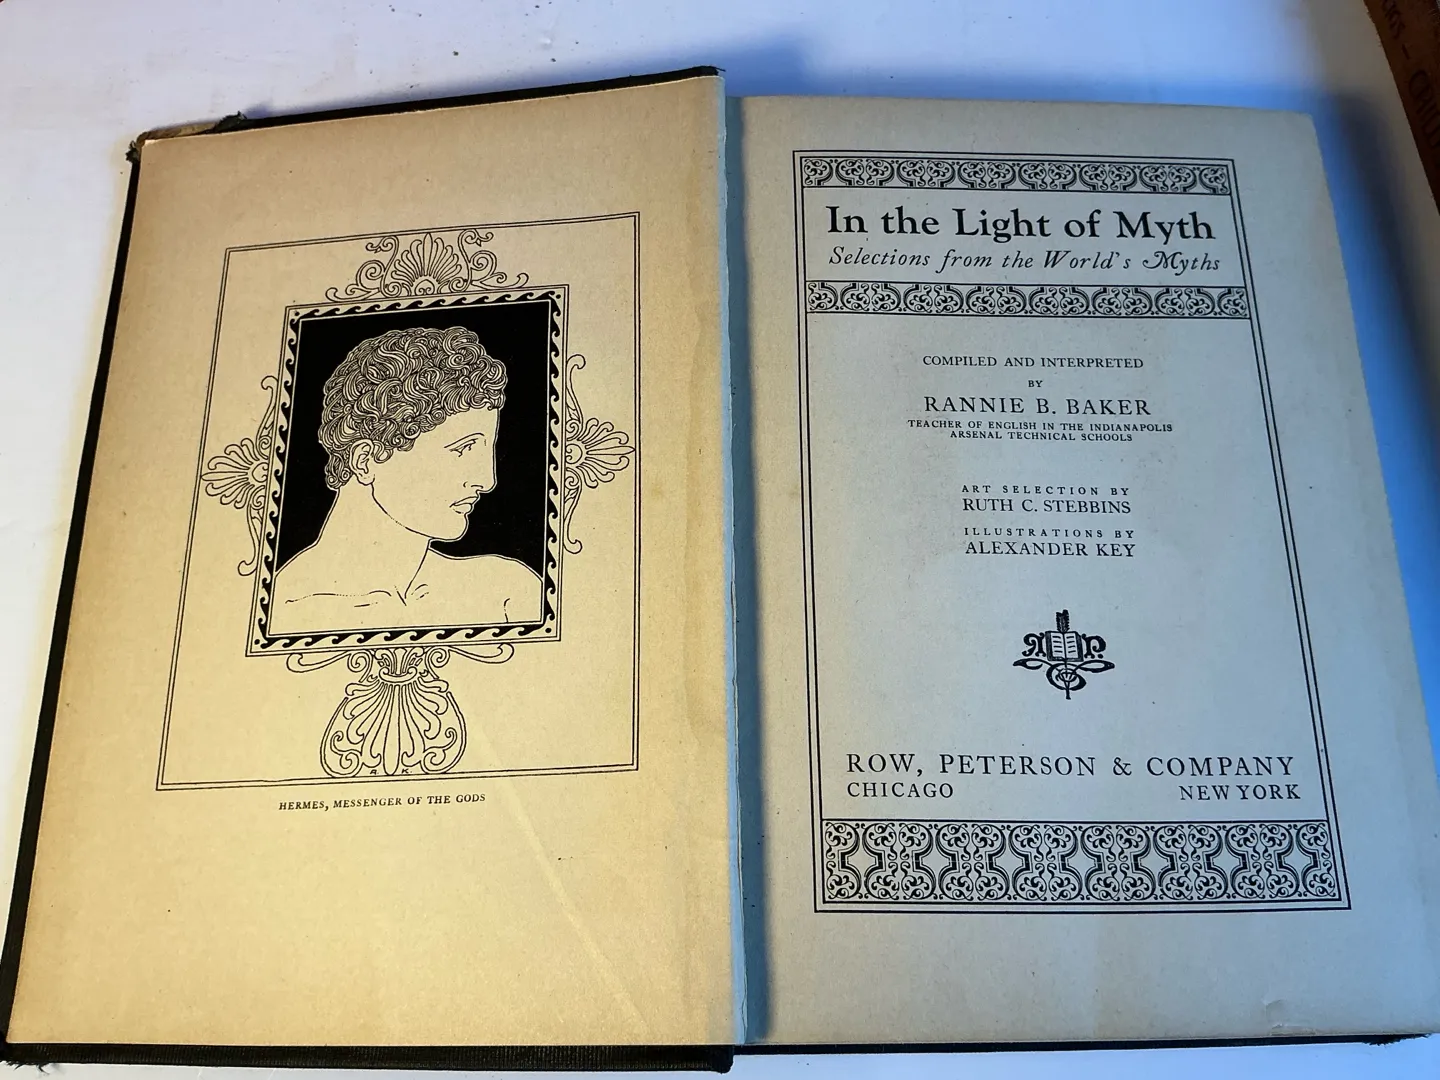 A. K.
HERMES, MESSENGER OF THE GODS
In the Light of Myth
Selections from the World's Myths
COMPILED AND INTERPRETED
BY
RANNIE B. BAKER
TEACHER OF ENGLISH IN THE INDIANAPOLIS
ARSENAL TECHNICAL SCHOOLS
ART SELECTION BY
RUTH C. STEBBINS
ILLUSTRATIONS BY
ALEXANDER KEY
ROW, PETERSON & COMPANY
CHICAGO NEW YORK